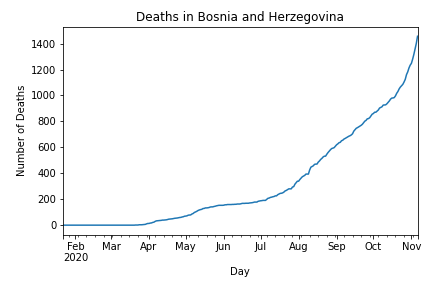 Deaths in Bosnia and Herzegovina
Number of Deaths
1400
1200
1000
800
600
400
200
0
Feb Mar Apr May Jun Jul Aug Sep Oct Nov
2020
Day